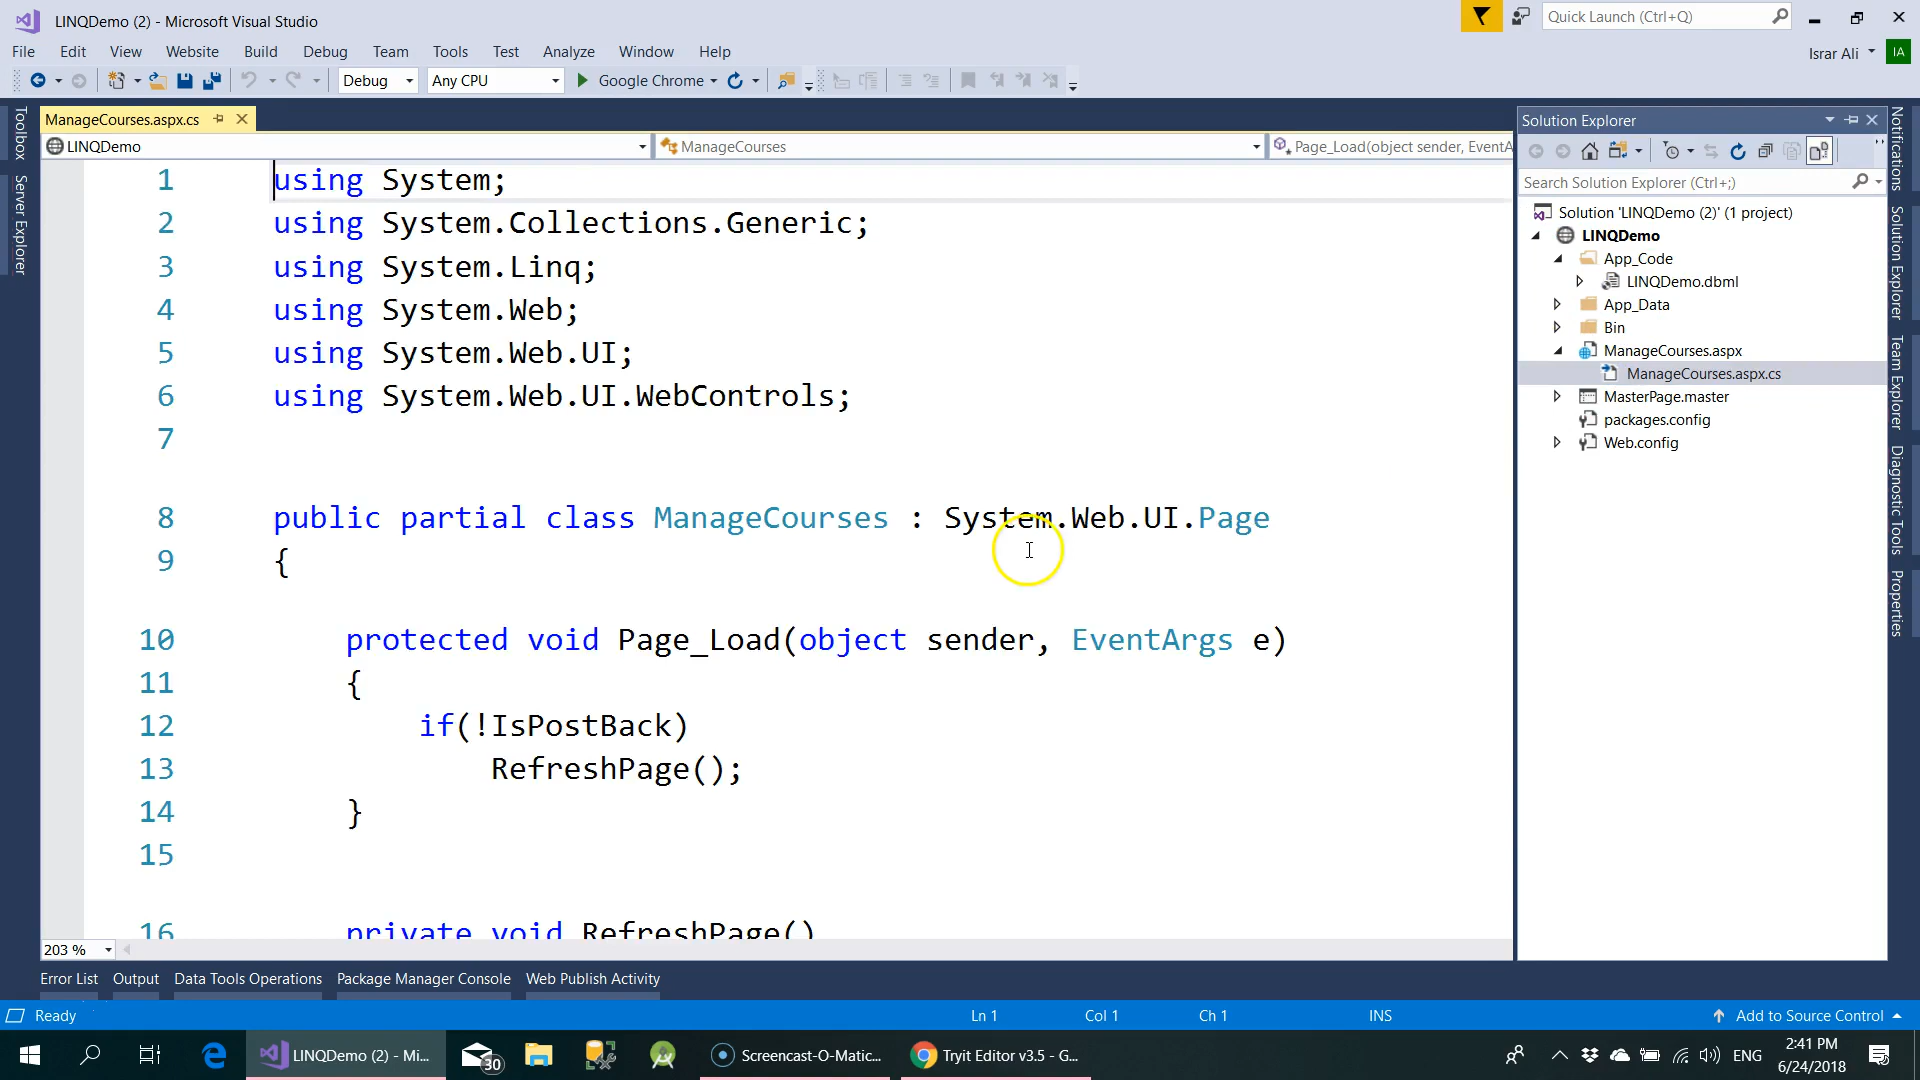 LINQDemo (2) - Microsoft Visual Studio
Quick Launch (Ctrl+Q)
File Edit View Website Build Debug Team Tools Test Analyze Window Help
Israr Ali IA
Debug Any CPU Google Chrome
ManageCourses.aspx.cs
LINQDemo ManageCourses Page_Load(object sender, EventA
Toolbox
Server Explorer
1 using System;
2 using System.Collections.Generic;
3 using System.Linq;
4 using System.Web;
5 using System.Web.UI;
6 using System.Web.UI.WebControls;
7
8 public partial class ManageCourses : System.Web.UI.Page
9 {
10 protected void Page_Load(object sender, EventArgs e)
11 {
12 if(!IsPostBack)
13 RefreshPage();
14 }
15
16 private void RefreshPage()
203 %
Solution Explorer
Search Solution Explorer (Ctrl+;)
Solution 'LINQDemo (2)' (1 project)
LINQDemo
App_Code
LINQDemo.dbml
App_Data
Bin
ManageCourses.aspx
ManageCourses.aspx.cs
MasterPage.master
packages.config
Web.config
Notifications
Solution Explorer
Team Explorer
Diagnostic Tools
Properties
Error List Output Data Tools Operations Package Manager Console Web Publish Activity
Ready Ln 1 Col 1 Ch 1 INS Add to Source Control
LINQDemo (2) - Mi... 30 Screencast-O-Matic... Tryit Editor v3.5 - G... ENG
2:41 PM
6/24/2018